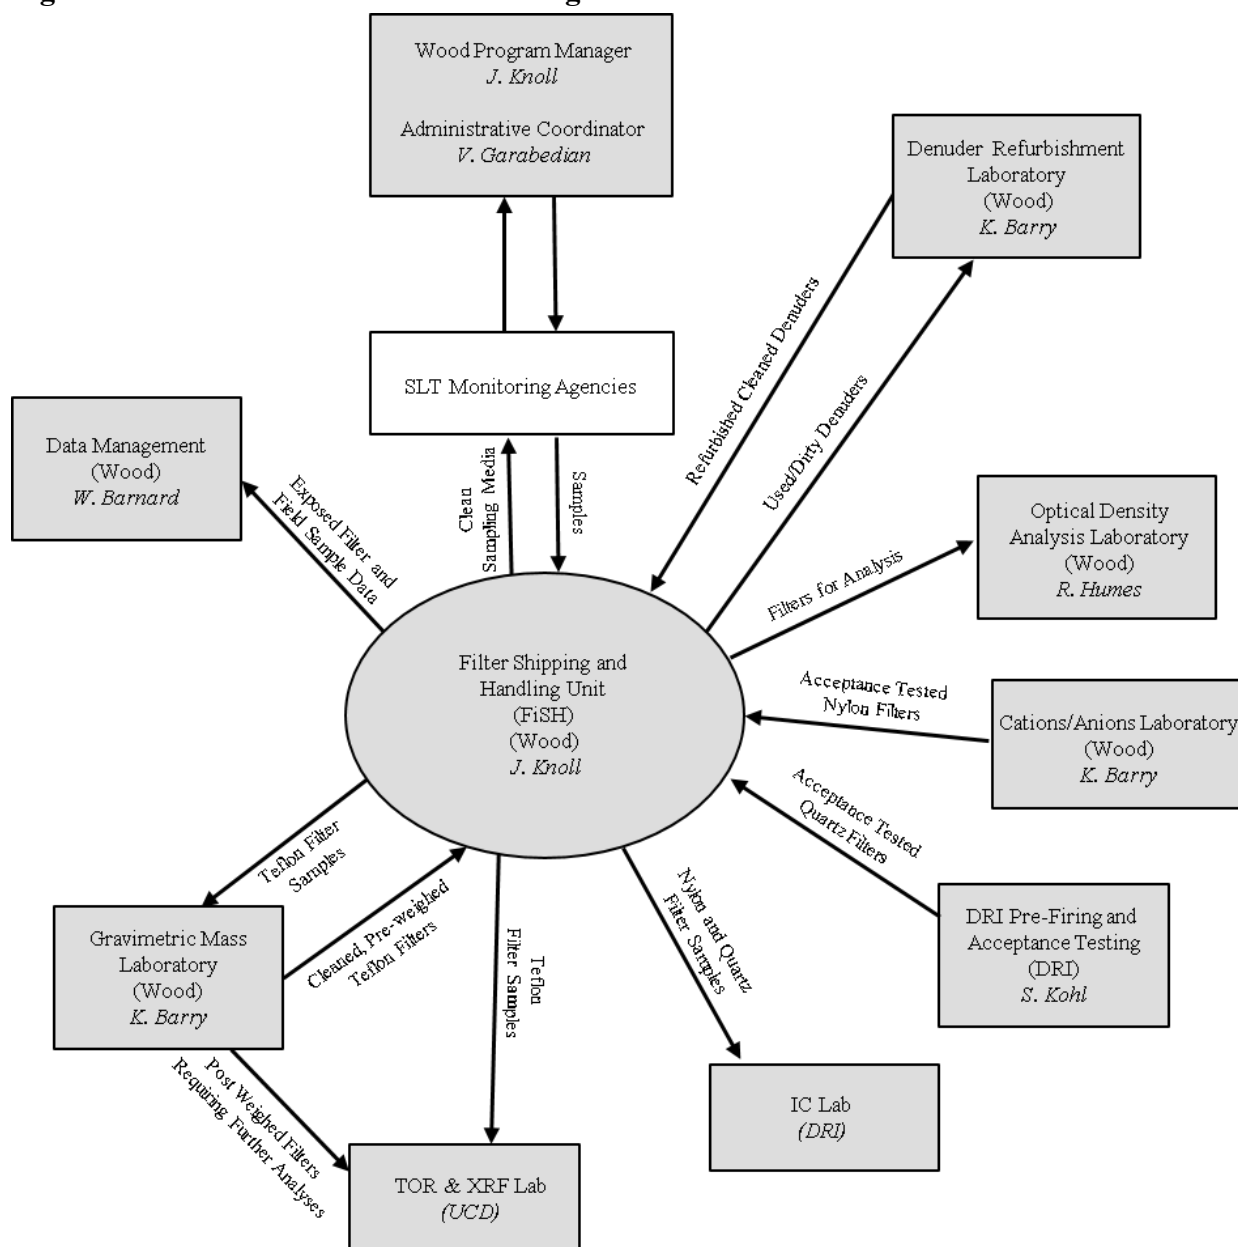 Wood Program Manager
J. Knoll
Administrative Coordinator
V. Garabedian
Denuder Refurbishment
Laboratory
(Wood)
K. Barry
SLT Monitoring Agencies
Data Management
(Wood)
W. Barnard
Refurbished Cleaned Denuders
Used/Dirty Denuders
Clean
Sampling Media
Samples
Exposed Filter and
Field Sample Data
Optical Density
Analysis Laboratory
(Wood)
R. Humes
Filters for Analysis
Filter Shipping and
Handling Unit
(FiSH)
(Wood)
J. Knoll
Acceptance Tested
Nylon Filters
Cations/Anions Laboratory
(Wood)
K. Barry
Acceptance Tested
Quartz Filters
DRI Pre-Firing and
Acceptance Testing
(DRI)
S. Kohl
Teflon Filter
Samples
Cleaned, Pre-weighed
Teflon Filters
Teflon
Filter Samples
Nylon and Quartz
Filter Samples
Gravimetric Mass
Laboratory
(Wood)
K. Barry
Post Weighed Filters
Requiring Further Analyses
IC Lab
(DRI)
TOR & XRF Lab
(UCD)